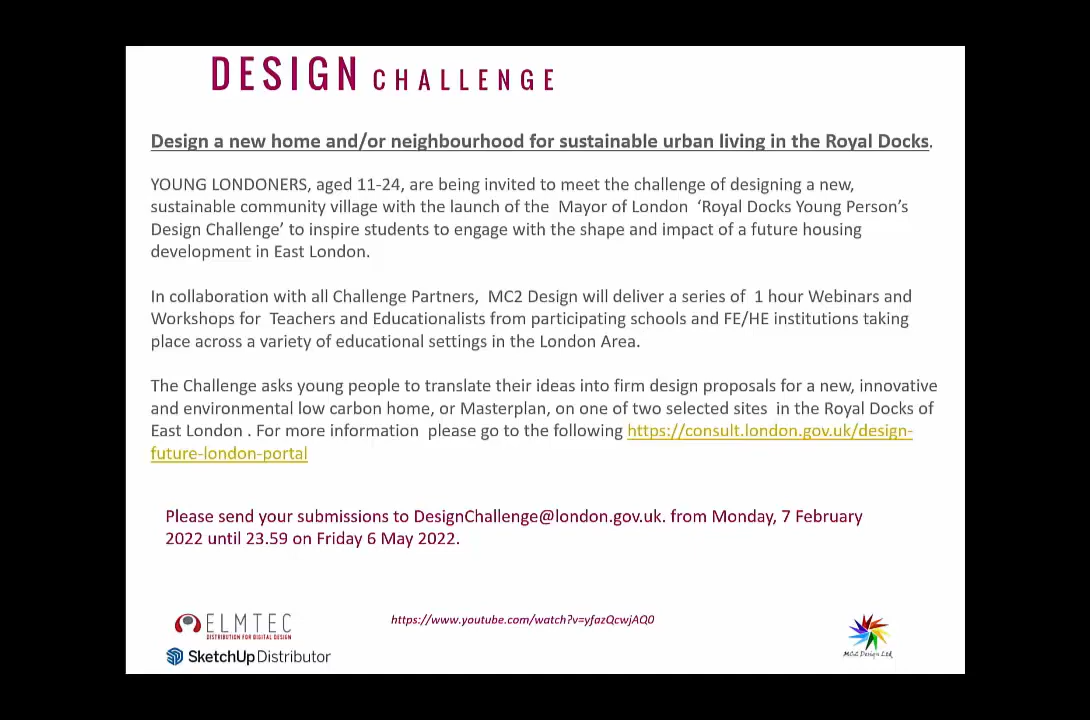 DESIGN CHALLENGE
Design a new home and/or neighbourhood for sustainable urban living in the Royal Docks.
YOUNG LONDONERS, aged 11-24, are being invited to meet the challenge of designing a new,
sustainable community village with the launch of the Mayor of London ‘Royal Docks Young Person’s
Design Challenge’ to inspire students to engage with the shape and impact of a future housing
development in East London.
In collaboration with all Challenge Partners, MC2 Design will deliver a series of 1 hour Webinars and
Workshops for Teachers and Educationalists from participating schools and FE/HE institutions taking
place across a variety of educational settings in the London Area.
The Challenge asks young people to translate their ideas into firm design proposals for a new, innovative
and environmental low carbon home, or Masterplan, on one of two selected sites in the Royal Docks of
East London . For more information please go to the following https://consult.london.gov.uk/design-
future-london-portal
Please send your submissions to DesignChallenge@london.gov.uk. from Monday, 7 February
2022 until 23.59 on Friday 6 May 2022.
ELMTEC
DISTRIBUTION FOR DIGITAL DESIGN
SketchUp Distributor
https://www.youtube.com/watch?v=yfazQcwjAQ0
MC2 Design Ltd